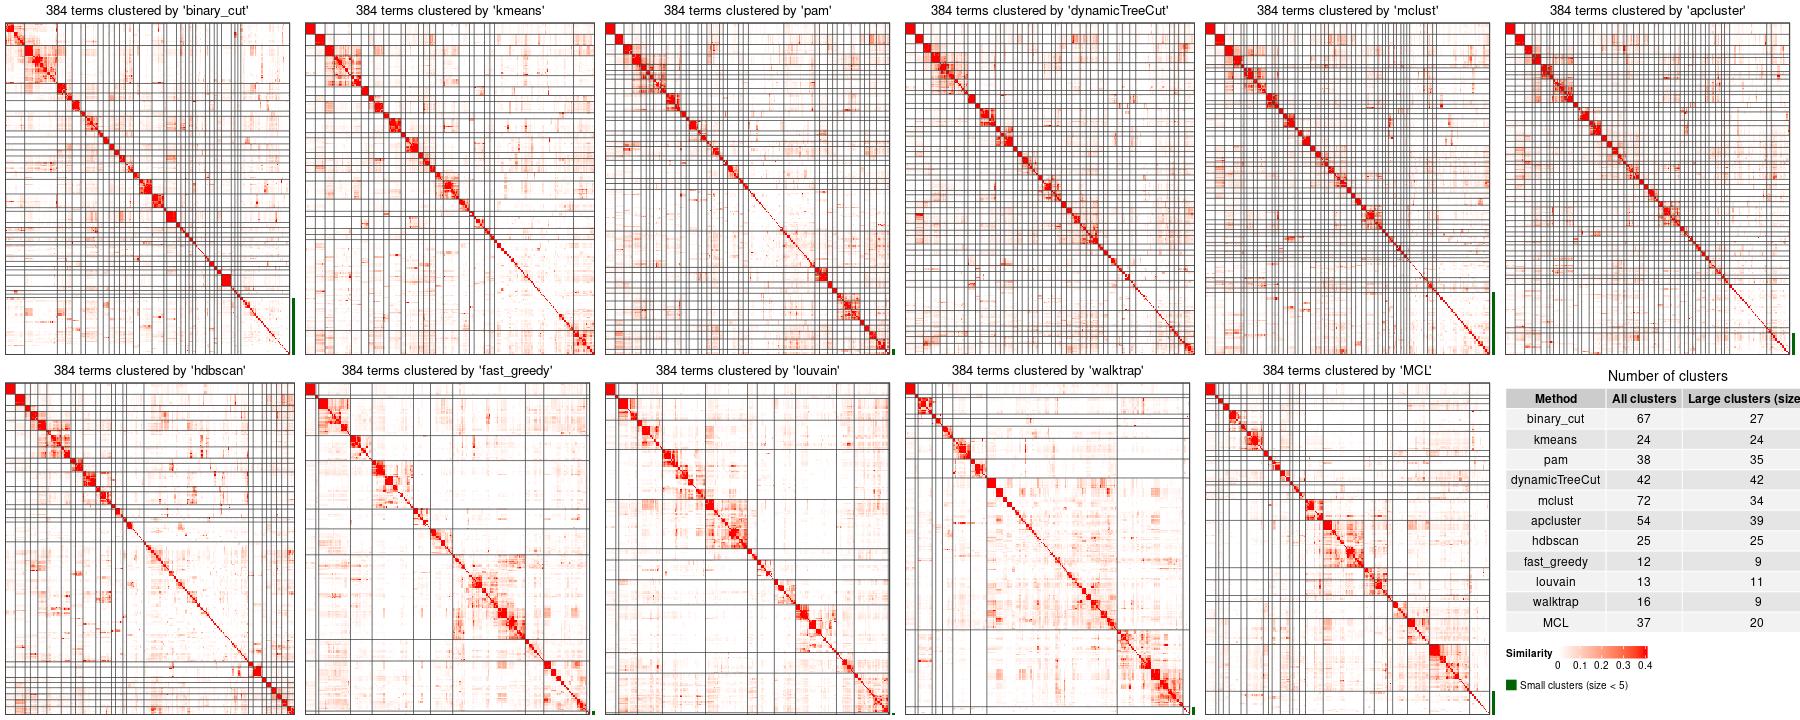 384 terms clustered by 'binary_cut'
384 terms clustered by 'kmeans'
384 terms clustered by 'pam'
384 terms clustered by 'dynamicTreeCut'
384 terms clustered by 'mclust'
384 terms clustered by 'apcluster'
384 terms clustered by 'hdbscan'
384 terms clustered by 'fast_greedy'
384 terms clustered by 'louvain'
384 terms clustered by 'walktrap'
384 terms clustered by 'MCL'
Number of clusters
Method All clusters Large clusters (size
binary_cut 67 27
kmeans 24 24
pam 38 35
dynamicTreeCut 42 42
mclust 72 34
apcluster 54 39
hdbscan 25 25
fast_greedy 12 9
louvain 13 11
walktrap 16 9
MCL 37 20
Similarity
0 0.1 0.2 0.3 0.4
Small clusters (size < 5)